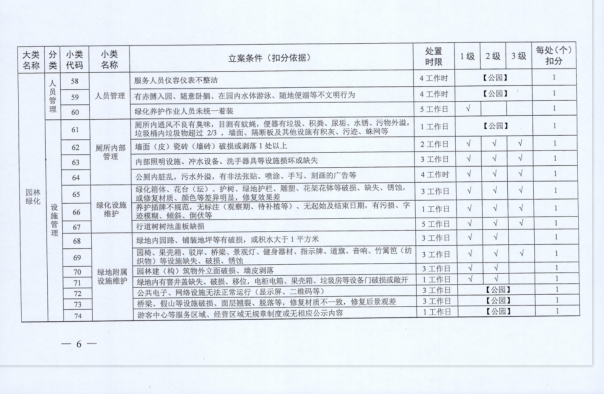 大类名称 分类 小类代码 小类名称 立案条件（扣分依据） 处置时限 1级 2级 3级 每处（个）扣分
园林绿化
人员管理
人员管理
58 服务人员仪容仪表不整洁 4工作时 【公园】 1
59 有赤膊入园、随意卧躺、在园内水体游泳、随地便溺等不文明行为 4工作时 【公园】 1
60 绿化养护作业人员未统一着装 5工作日 √ 1
设施管理
厕所内部管理
61 厕所内通风不良有臭味，目测有蚊蝇，便器有垃圾、积粪、尿垢、水锈，污物外溢，
垃圾桶内垃圾物超过 2/3，墙面、隔断板及其他设施有积灰、污迹、蛛网等 1工作日 【公园】 1
62 墙面（皮）瓷砖（墙砖）破损或剥落1处以上 2工作日 √ √ √ 1
63 内部照明设施、冲水设备、洗手器具等设施损坏或缺失 3工作日 √ √ √ 1
64 公厕内脏乱，污水外溢，有非法张贴、喷涂、手写、刻画的广告等 4工作时 √ √ √ 1
绿化设施维护
65 绿化箱体、花台（坛）、护树、绿地护栏、雕塑、花架花钵等破损、缺失、锈蚀，
或修复材质、颜色等差异明显，修复效果差 3工作日 √ √ √ 1
66 养护插牌不规范，无标注（观察期、待补植等）、无起始及结束日期，有污损、字
迹模糊、倾斜、倒伏等 1工作日 √ √ √ 1
67 行道树树池盖板缺损 5工作日 √ √ √ 1
绿地附属设施维护
68 绿地内园路、铺装地坪等有破损，或积水大于1平方米 3工作日 √ √ 1
69 园椅、果壳箱、驳岸、桥梁、景观灯、健身器材、指示牌、道旗、音响、竹篱笆（纺
织物）等设施缺失、破损、锈蚀 3工作日 √ √ √ 1
70 园林建（构）筑物外立面破损、墙皮剥落 3工作日 √ √ 1
71 绿地内有窨井盖缺失、破损、移位，电柜电箱、果壳箱、垃圾房等设备门破损或敞开 1工作日 √ √ 1
72 公共电子、网络设施无法正常运行（显示屏、二维码等） 3工作日 【公园】 1
73 桥梁、假山等设施破损、面层翘裂、脱落等，修复材质不一致，修复后景观差 3工作日 √ √ √ 1
74 游客中心等服务区域、经营区域无规章制度或无相应公示内容 1工作日 【公园】 1
— 6 —